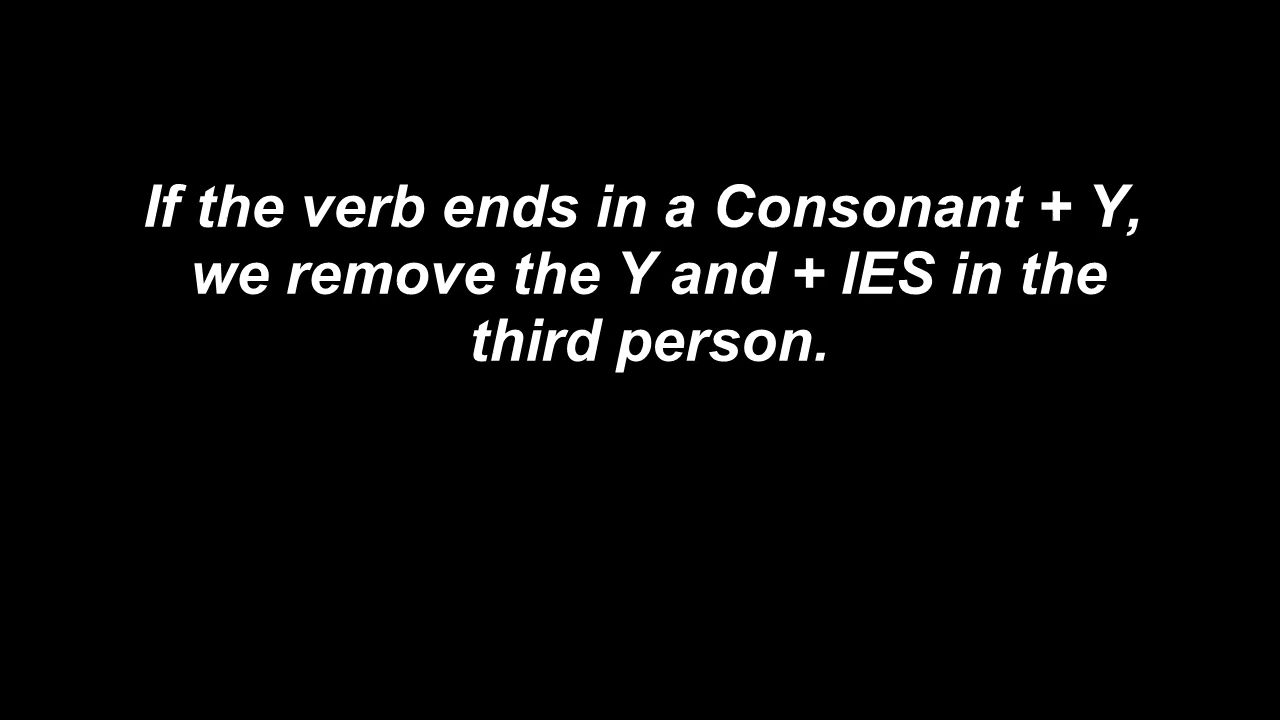 If the verb ends in a Consonant + Y,
we remove the Y and + IES in the
third person.